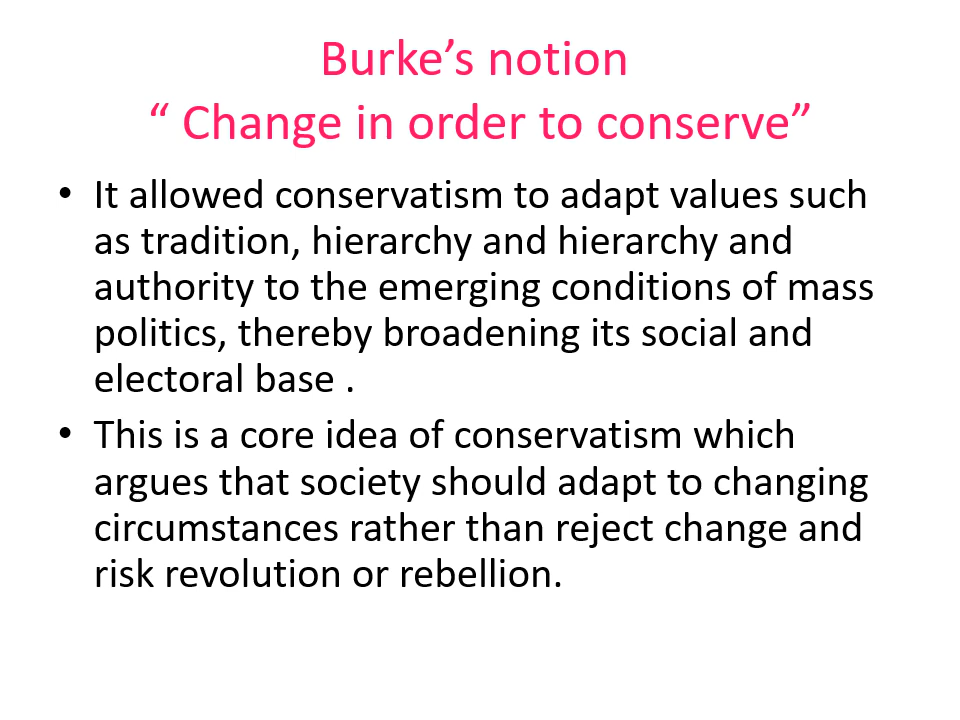 Burke’s notion
“ Change in order to conserve”
• It allowed conservatism to adapt values such
as tradition, hierarchy and hierarchy and
authority to the emerging conditions of mass
politics, thereby broadening its social and
electoral base .
• This is a core idea of conservatism which
argues that society should adapt to changing
circumstances rather than reject change and
risk revolution or rebellion.